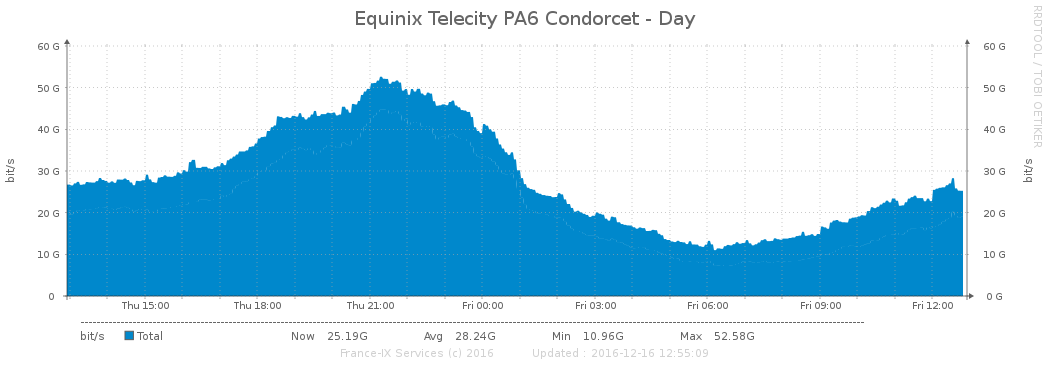 Equinix Telecity PA6 Condorcet - Day
RRDTOOL / TOBI OETIKER
60 G 60 G
50 G 50 G
40 G 40 G
30 G 30 G
20 G 20 G
10 G 10 G
0 0 G
bit/s bit/s
Thu 15:00 Thu 18:00 Thu 21:00 Fri 00:00 Fri 03:00 Fri 06:00 Fri 09:00 Fri 12:00
bit/s Total Now 25.19G Avg 28.24G Min 10.96G Max 52.58G
France-IX Services (c) 2016 Updated : 2016-12-16 12:55:09